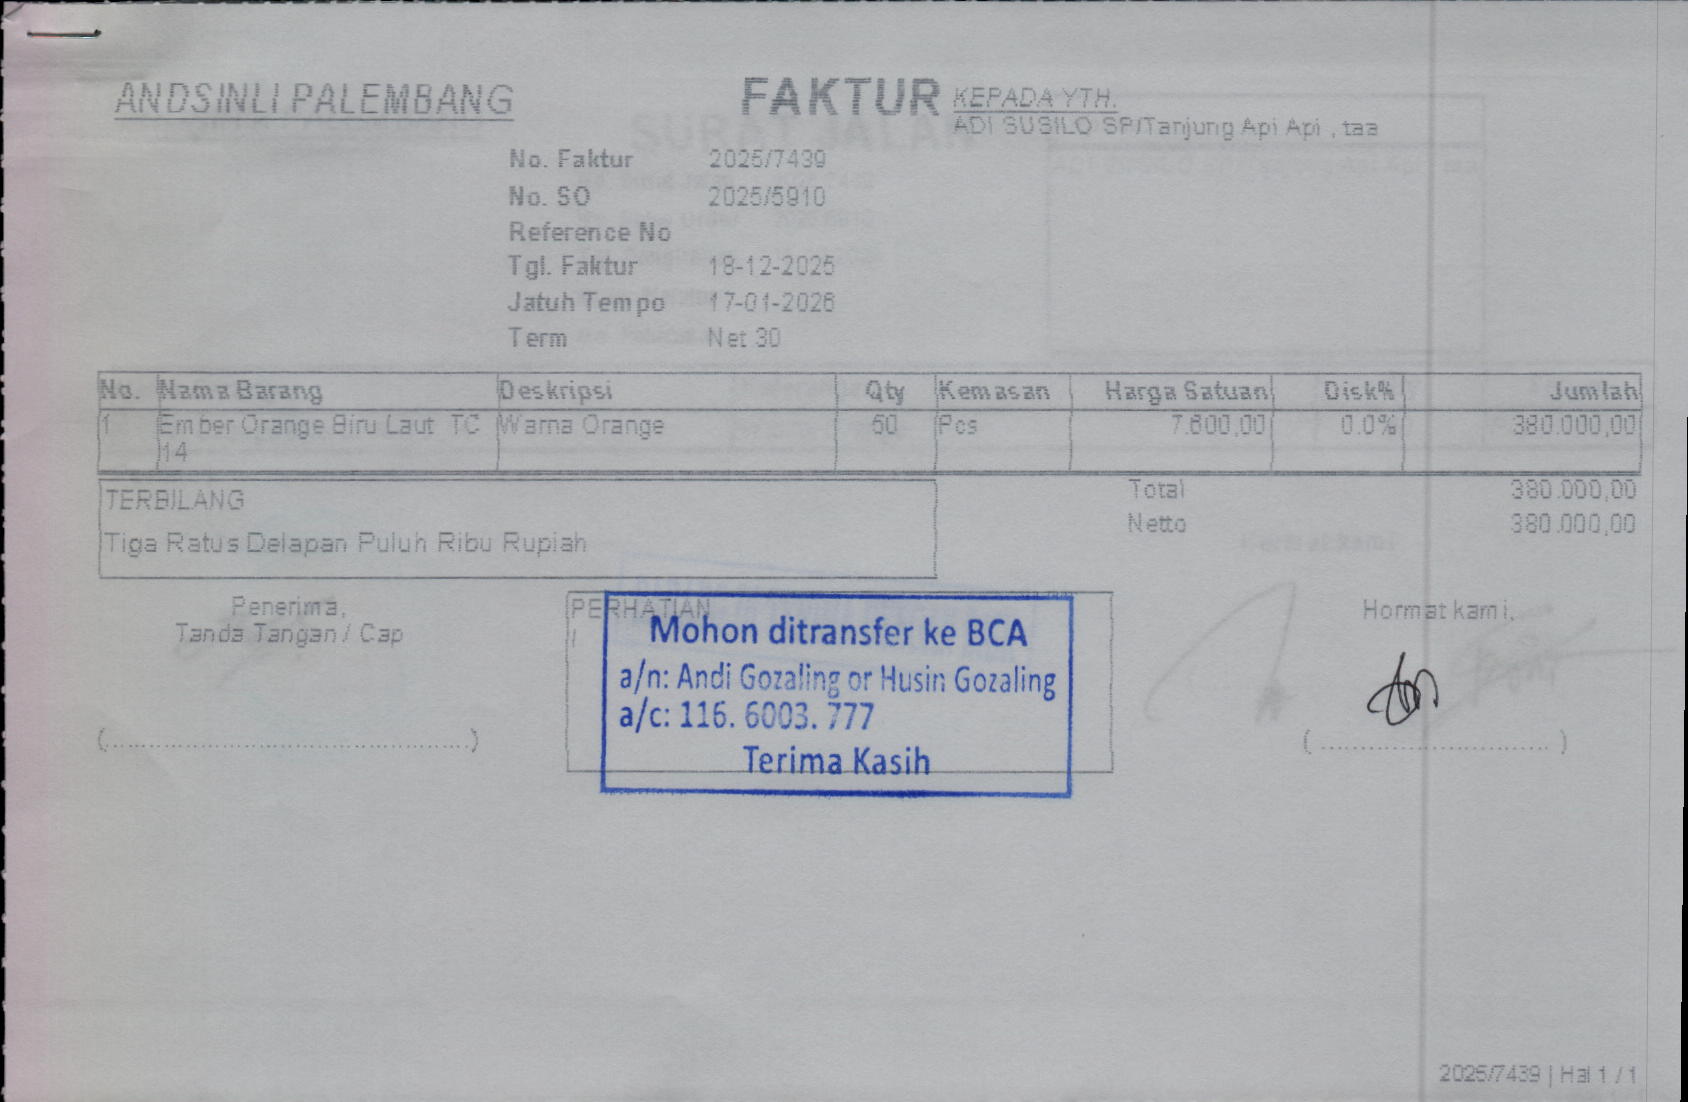 ANDSINLI PALEMBANG
FAKTUR
KEPADA YTH.
ADI SUSILO SP/Tanjung Api Api , taa
No. Faktur 2025/7439
No. SO 2025/5910
Reference No
Tgl. Faktur 18-12-2025
Jatuh Tempo 17-01-2026
Term Net 30
No. Nama Barang Deskripsi Qty Kemasan Harga Satuan Disk% Jumlah
1 Ember Orange Biru Laut TC Warna Orange 50 Pcs 7.600,00 0.0% 380.000,00
14
TERBILANG
Tiga Ratus Delapan Puluh Ribu Rupiah
Total 380.000,00
Netto 380.000,00
Penerima,
Tanda Tangan / Cap
(..........................................)
PERHATIAN
Mohon ditransfer ke BCA
a/n: Andi Gozaling or Husin Gozaling
a/c: 116. 6003. 777
Terima Kasih
Hormat kami,
( .......................... )
2025/7439 | Hal 1 / 1